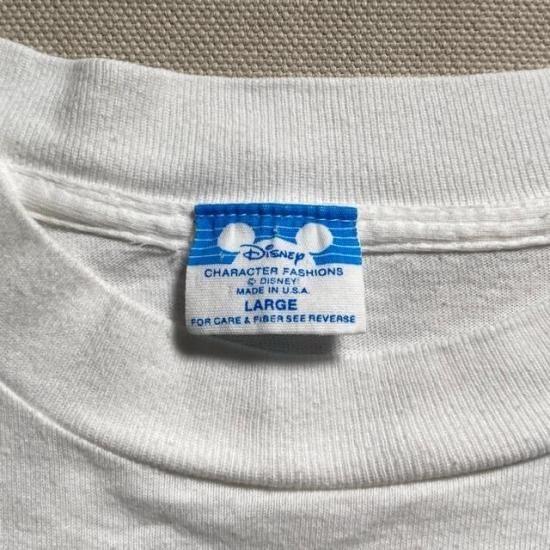 Disney
CHARACTER FASHIONS
© DISNEY
MADE IN U.S.A.
LARGE
FOR CARE & FIBER SEE REVERSE